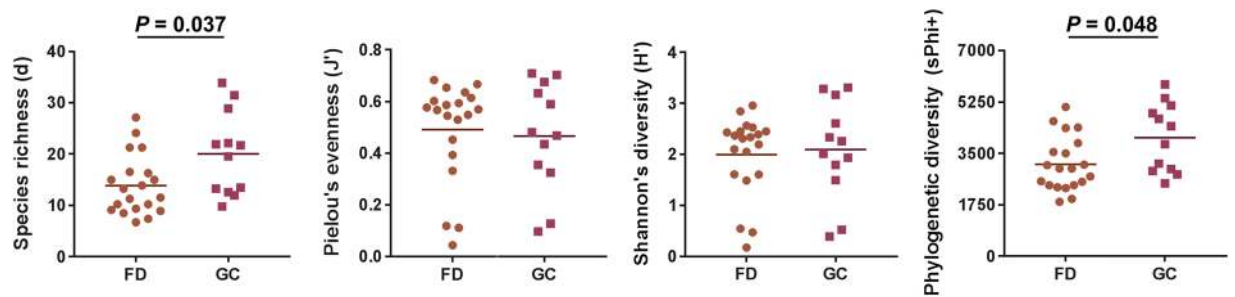 P = 0.037
Species richness (d)
40
30
20
10
0
FD
GC
Pielou's evenness (J')
0.8
0.6
0.4
0.2
0.0
FD
GC
Shannon's diversity (H')
4
3
2
1
0
FD
GC
P = 0.048
Phylogenetic diversity (sPhi+)
7000
5250
3500
1750
0
FD
GC